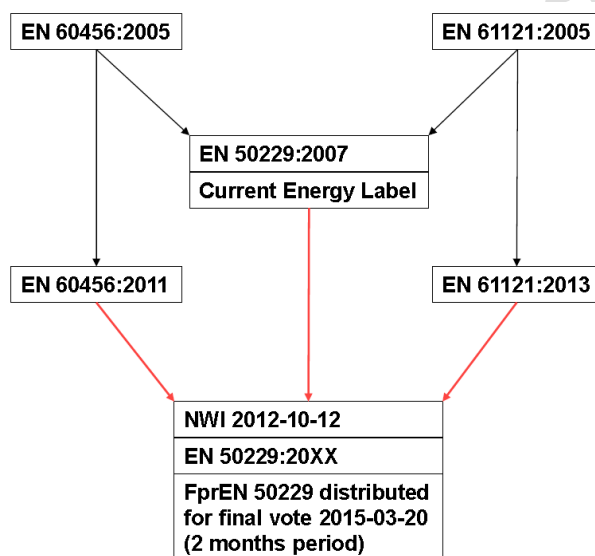 EN 60456:2005
EN 61121:2005
EN 50229:2007
Current Energy Label
EN 60456:2011
EN 61121:2013
NWI 2012-10-12
EN 50229:20XX
FprEN 50229 distributed
for final vote 2015-03-20
(2 months period)